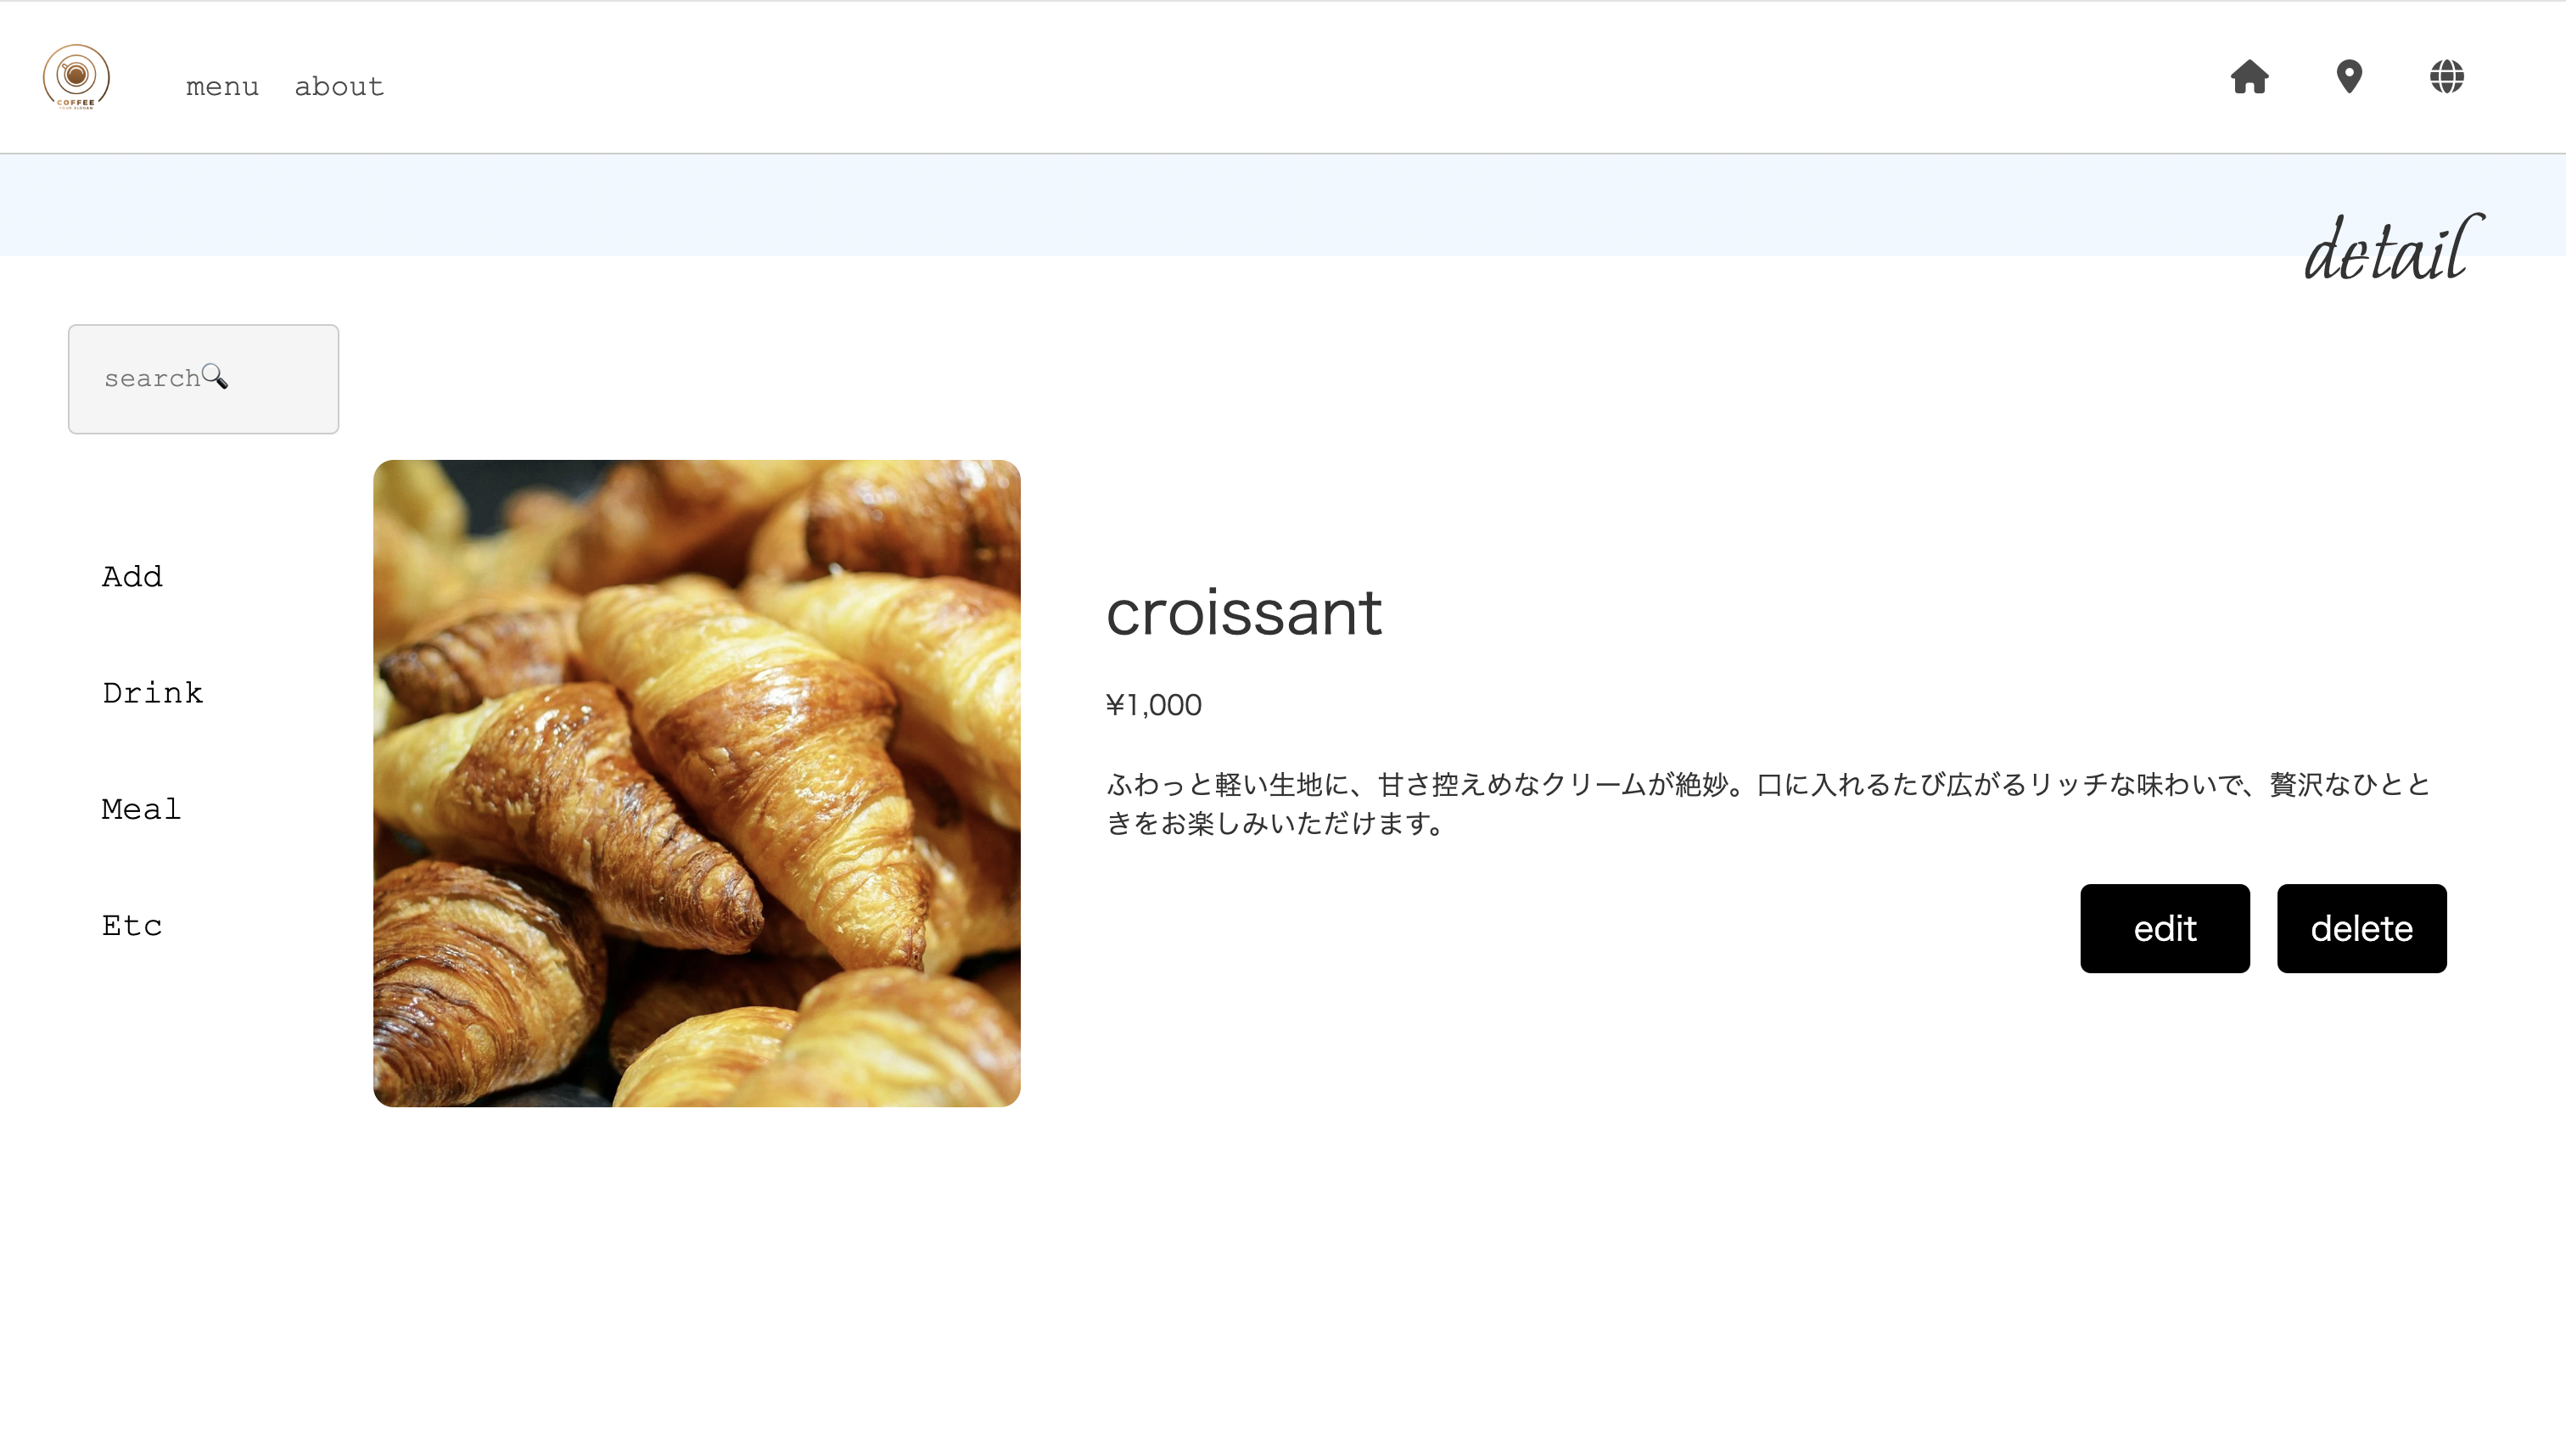 COFFEE
YOUR SLOGAN
menu about
detail
search🔍
Add
Drink
Meal
Etc
croissant
¥1,000
ふわっと軽い生地に、甘さ控えめなクリームが絶妙。口に入れるたび広がるリッチな味わいで、贅沢なひとと
きをお楽しみいただけます。
edit delete